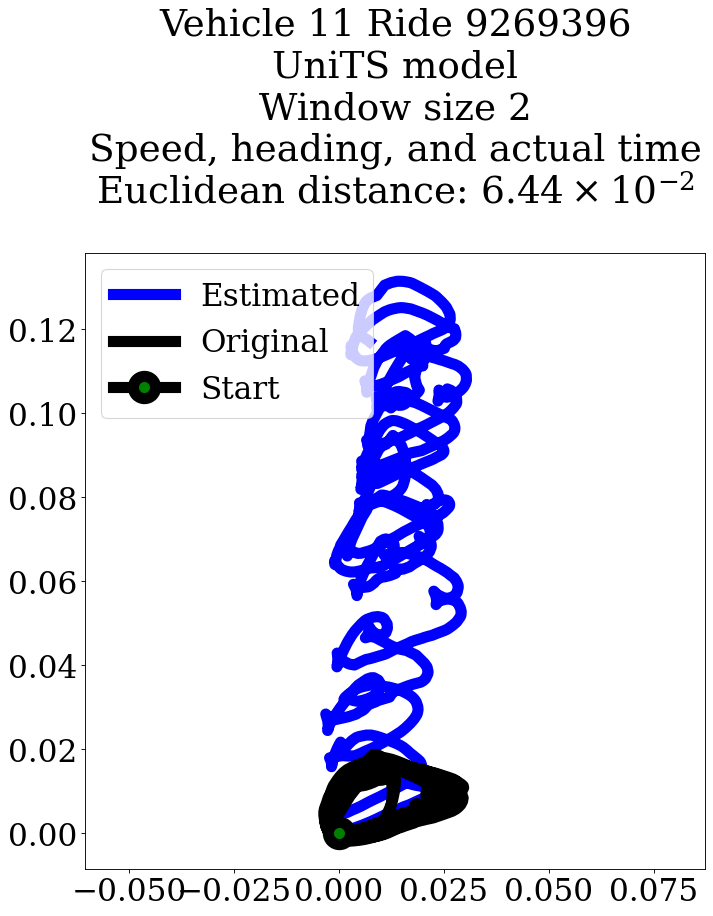 Vehicle 11 Ride 9269396
UniTS model
Window size 2
Speed, heading, and actual time
Euclidean distance: 6.44 × 10⁻²
Estimated
Original
Start
0.12
0.10
0.08
0.06
0.04
0.02
0.00
−0.050 −0.025 0.000 0.025 0.050 0.075